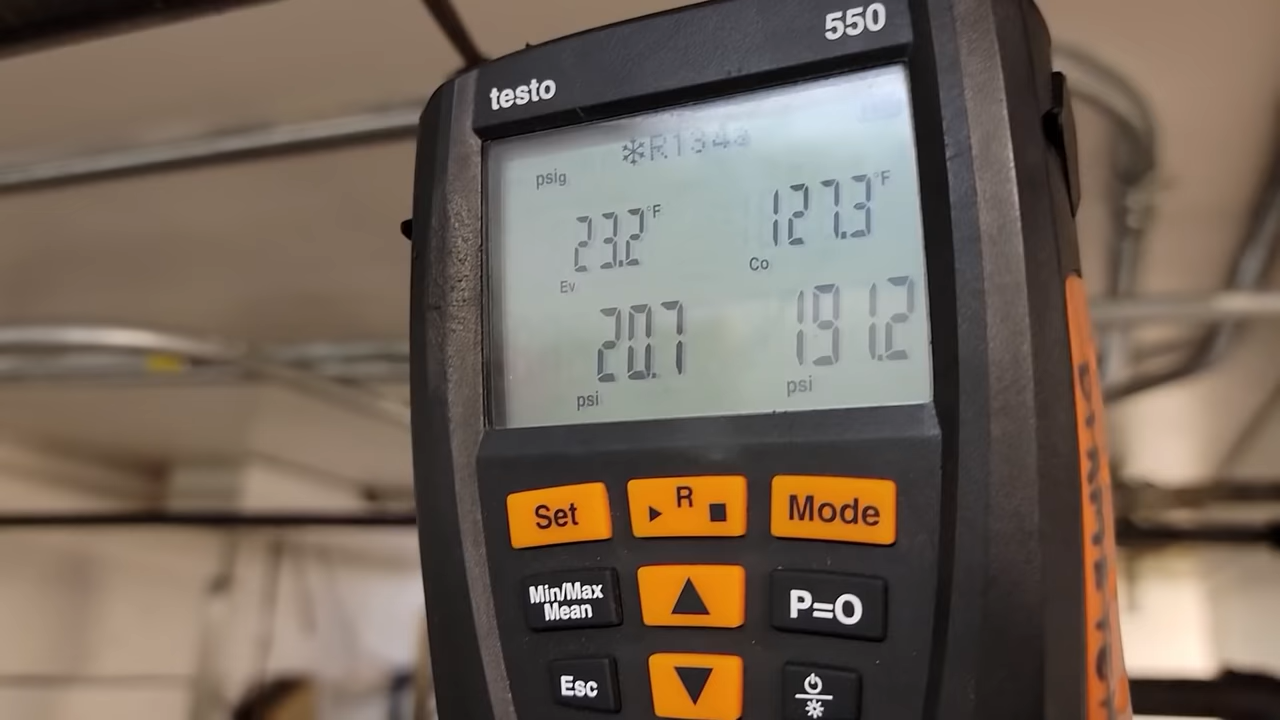 testo 550
R134a
psig
23.2°F 127.3°F
Ev Co
20.7 191.2
psi psi
Set R Mode
Min/Max Mean P=O
Esc